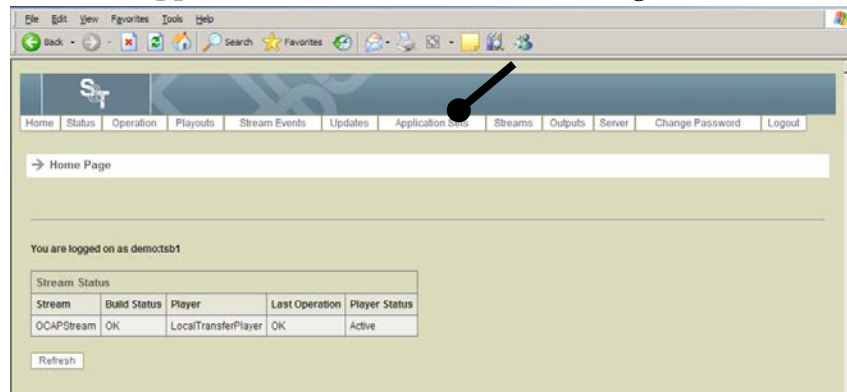 File Edit View Favorites Tools Help
Back Search Favorites
S&T
Home Status Operation Playouts Stream Events Updates Application Sets Streams Outputs Server Change Password Logout
Home Page
You are logged on as demo:tsb1
Stream Status
Stream Build Status Player Last Operation Player Status
OCAPStream OK LocalTransferPlayer OK Active
Refresh